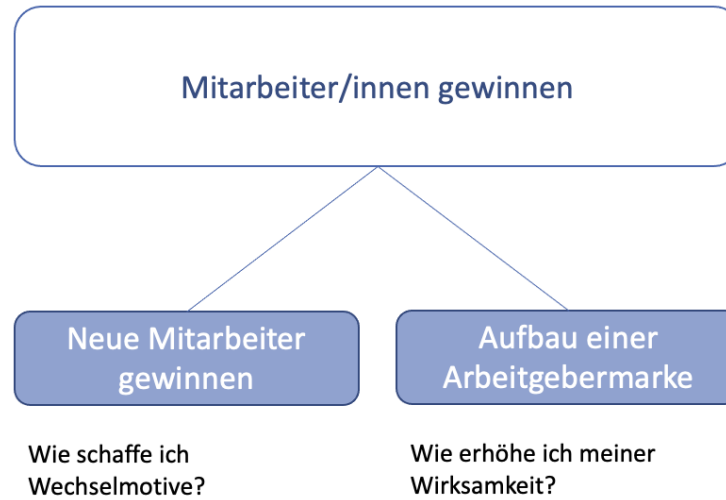 Mitarbeiter/innen gewinnen
Neue Mitarbeiter
gewinnen
Aufbau einer
Arbeitgebermarke
Wie schaffe ich
Wechselmotive?
Wie erhöhe ich meiner
Wirksamkeit?